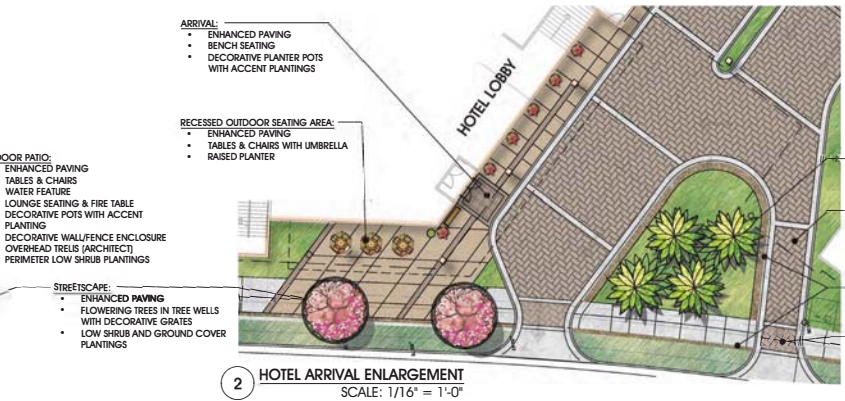 ARRIVAL:
• ENHANCED PAVING
• BENCH SEATING
• DECORATIVE PLANTER POTS
WITH ACCENT PLANTINGS
HOTEL LOBBY
RECESSED OUTDOOR SEATING AREA:
• ENHANCED PAVING
• TABLES & CHAIRS WITH UMBRELLA
• RAISED PLANTER
DOOR PATIO:
ENHANCED PAVING
TABLES & CHAIRS
WATER FEATURE
LOUNGE SEATING & FIRE TABLE
DECORATIVE POTS WITH ACCENT
PLANTING
DECORATIVE WALL/FENCE ENCLOSURE
OVERHEAD TRELIS (ARCHITECT)
PERIMETER LOW SHRUB PLANTINGS
STREETSCAPE:
• ENHANCED PAVING
• FLOWERING TREES IN TREE WELLS
WITH DECORATIVE GRATES
• LOW SHRUB AND GROUND COVER
PLANTINGS
2 HOTEL ARRIVAL ENLARGEMENT
SCALE: 1/16" = 1'-0"